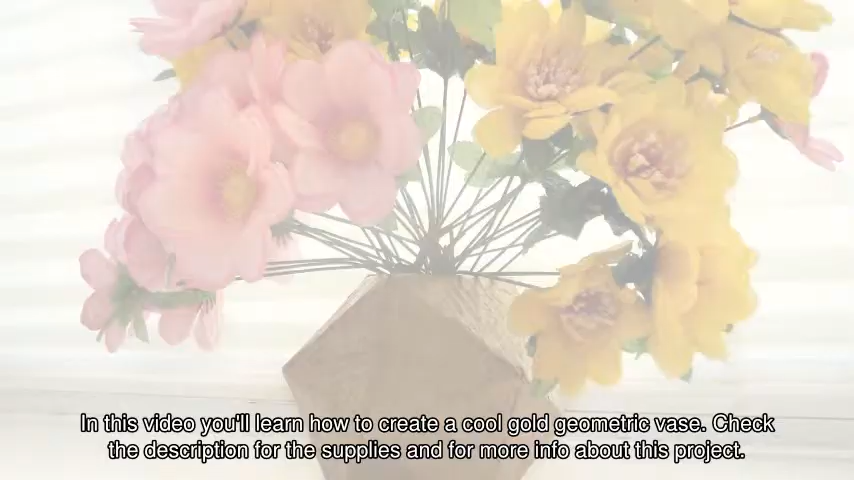 In this video you'll learn how to create a cool gold geometric vase. Check
the description for the supplies and for more info about this project.